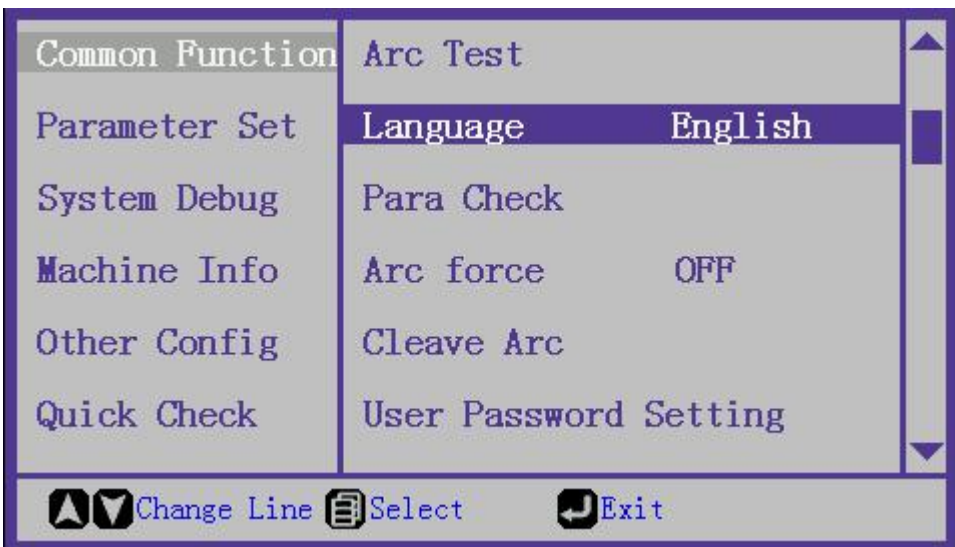 Common Function
Parameter Set
System Debug
Machine Info
Other Config
Quick Check
Arc Test
Language English
Para Check
Arc force OFF
Cleave Arc
User Password Setting
Change Line Select Exit